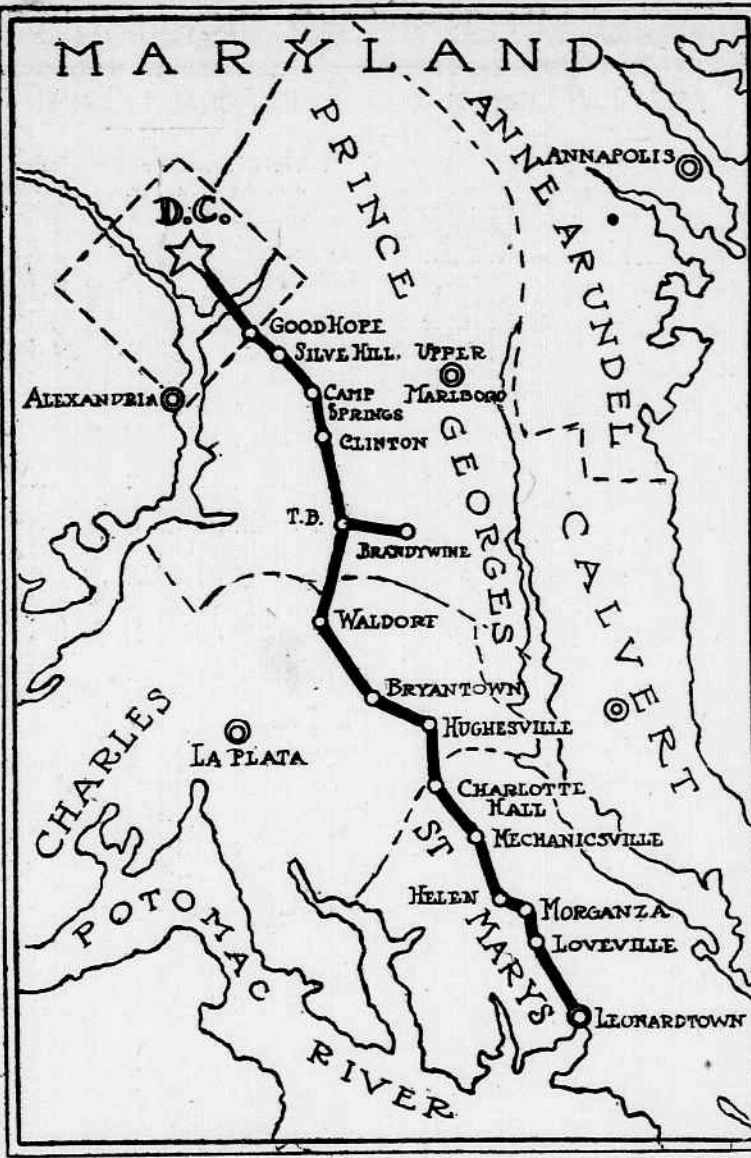 MARYLAND
PRINCE
GEORGES
ANNE ARUNDEL
ANNAPOLIS
D.C.
GOOD HOPE
SILVE HILL.
UPPER
MARLBORO
ALEXANDRIA
CAMP
SPRINGS
CLINTON
T.B.
BRANDYWINE
CALVERT
WALDORF
BRYANTOWN
HUGHESVILLE
CHARLES
LA PLATA
CHARLOTTE
HALL
ST
MARYS
MECHANICSVILLE
HELEN
MORGANZA
LOVEVILLE
LEONARDTOWN
POTOMAC
RIVER